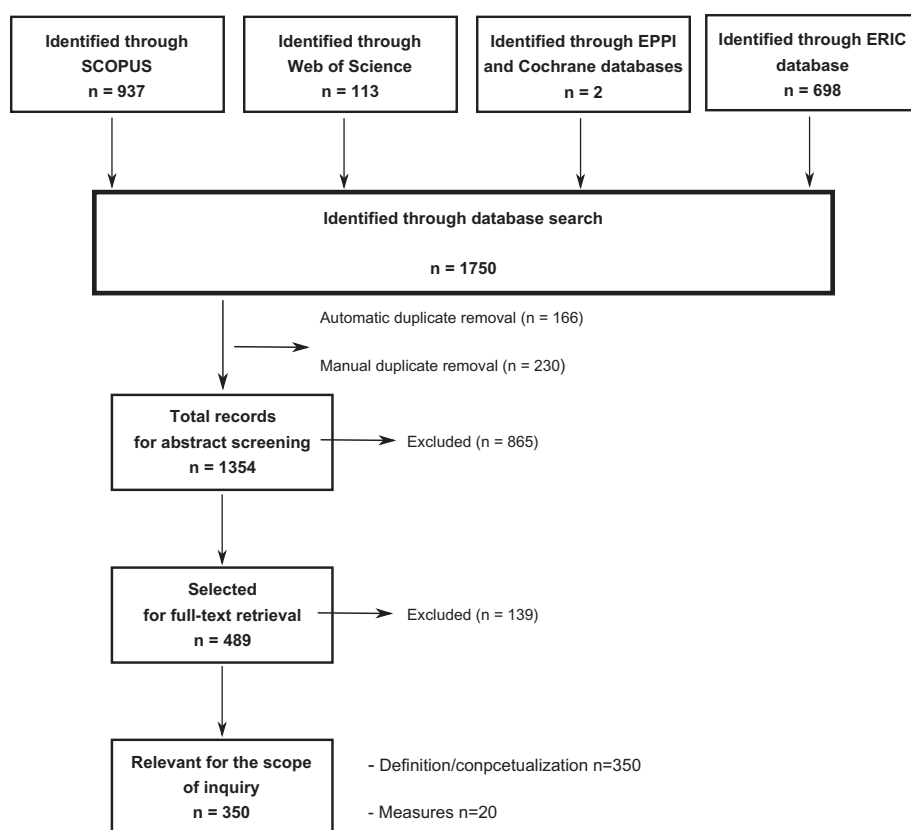 Identified through
SCOPUS
n = 937
Identified through
Web of Science
n = 113
Identified through EPPI
and Cochrane databases
n = 2
Identified through ERIC
database
n = 698
Identified through database search
n = 1750
Automatic duplicate removal (n = 166)
Manual duplicate removal (n = 230)
Total records
for abstract screening
n = 1354
Excluded (n = 865)
Selected
for full-text retrieval
n = 489
Excluded (n = 139)
Relevant for the scope
of inquiry
n = 350
- Definition/conpcetualization n=350
- Measures n=20